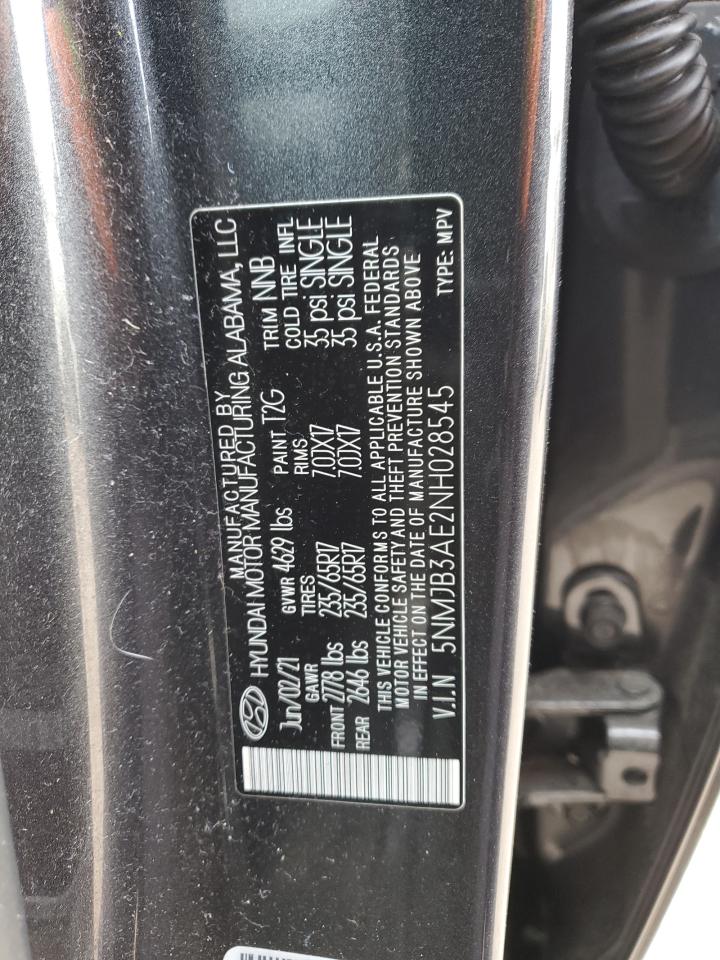 MANUFACTURED BY
HYUNDAI MOTOR MANUFACTURING ALABAMA, LLC
Jun/02/21 GVWR 4629 lbs PAINT T2G TRIM NNB
GAWR TIRES RIMS COLD TIRE INFL
FRONT 2778 lbs 235/65R17 7.0JX17 35 psi SINGLE
REAR 2646 lbs 235/65R17 7.0JX17 35 psi SINGLE
THIS VEHICLE CONFORMS TO ALL APPLICABLE U.S.A. FEDERAL
MOTOR VEHICLE SAFETY AND THEFT PREVENTION STANDARDS
IN EFFECT ON THE DATE OF MANUFACTURE SHOWN ABOVE
V.I.N 5NMJB3AE2NH028545 TYPE: MPV